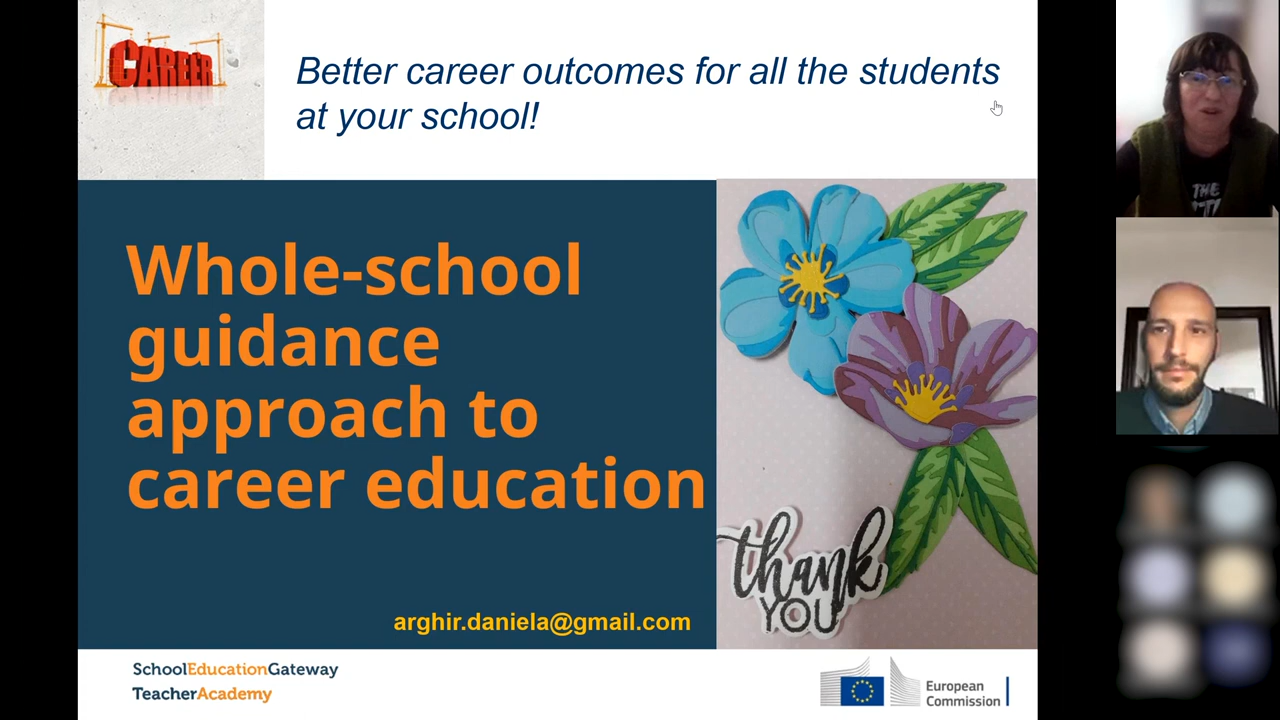 CAREER
Better career outcomes for all the students
at your school!
Whole-school
guidance
approach to
career education
thank
YOU
arghir.daniela@gmail.com
SchoolEducationGateway
TeacherAcademy
European
Commission
THE